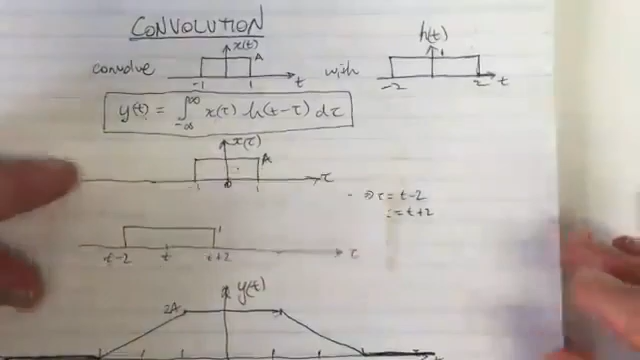 CONVOLUTION
convolve x(t) A -1 1 t with h(t) 1 -2 2 t
y(t) = ∫_{-∞}^{∞} x(τ) h(t-τ) dτ
x(τ) A
-1 0 1 τ
⇒ τ = t-2
= t+2
1
t-2 t t+2 τ
2A y(t)